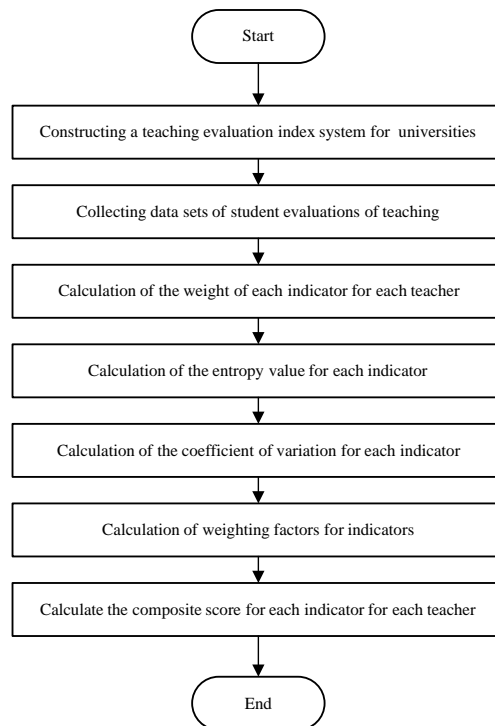 Start
Constructing a teaching evaluation index system for universities
Collecting data sets of student evaluations of teaching
Calculation of the weight of each indicator for each teacher
Calculation of the entropy value for each indicator
Calculation of the coefficient of variation for each indicator
Calculation of weighting factors for indicators
Calculate the composite score for each indicator for each teacher
End